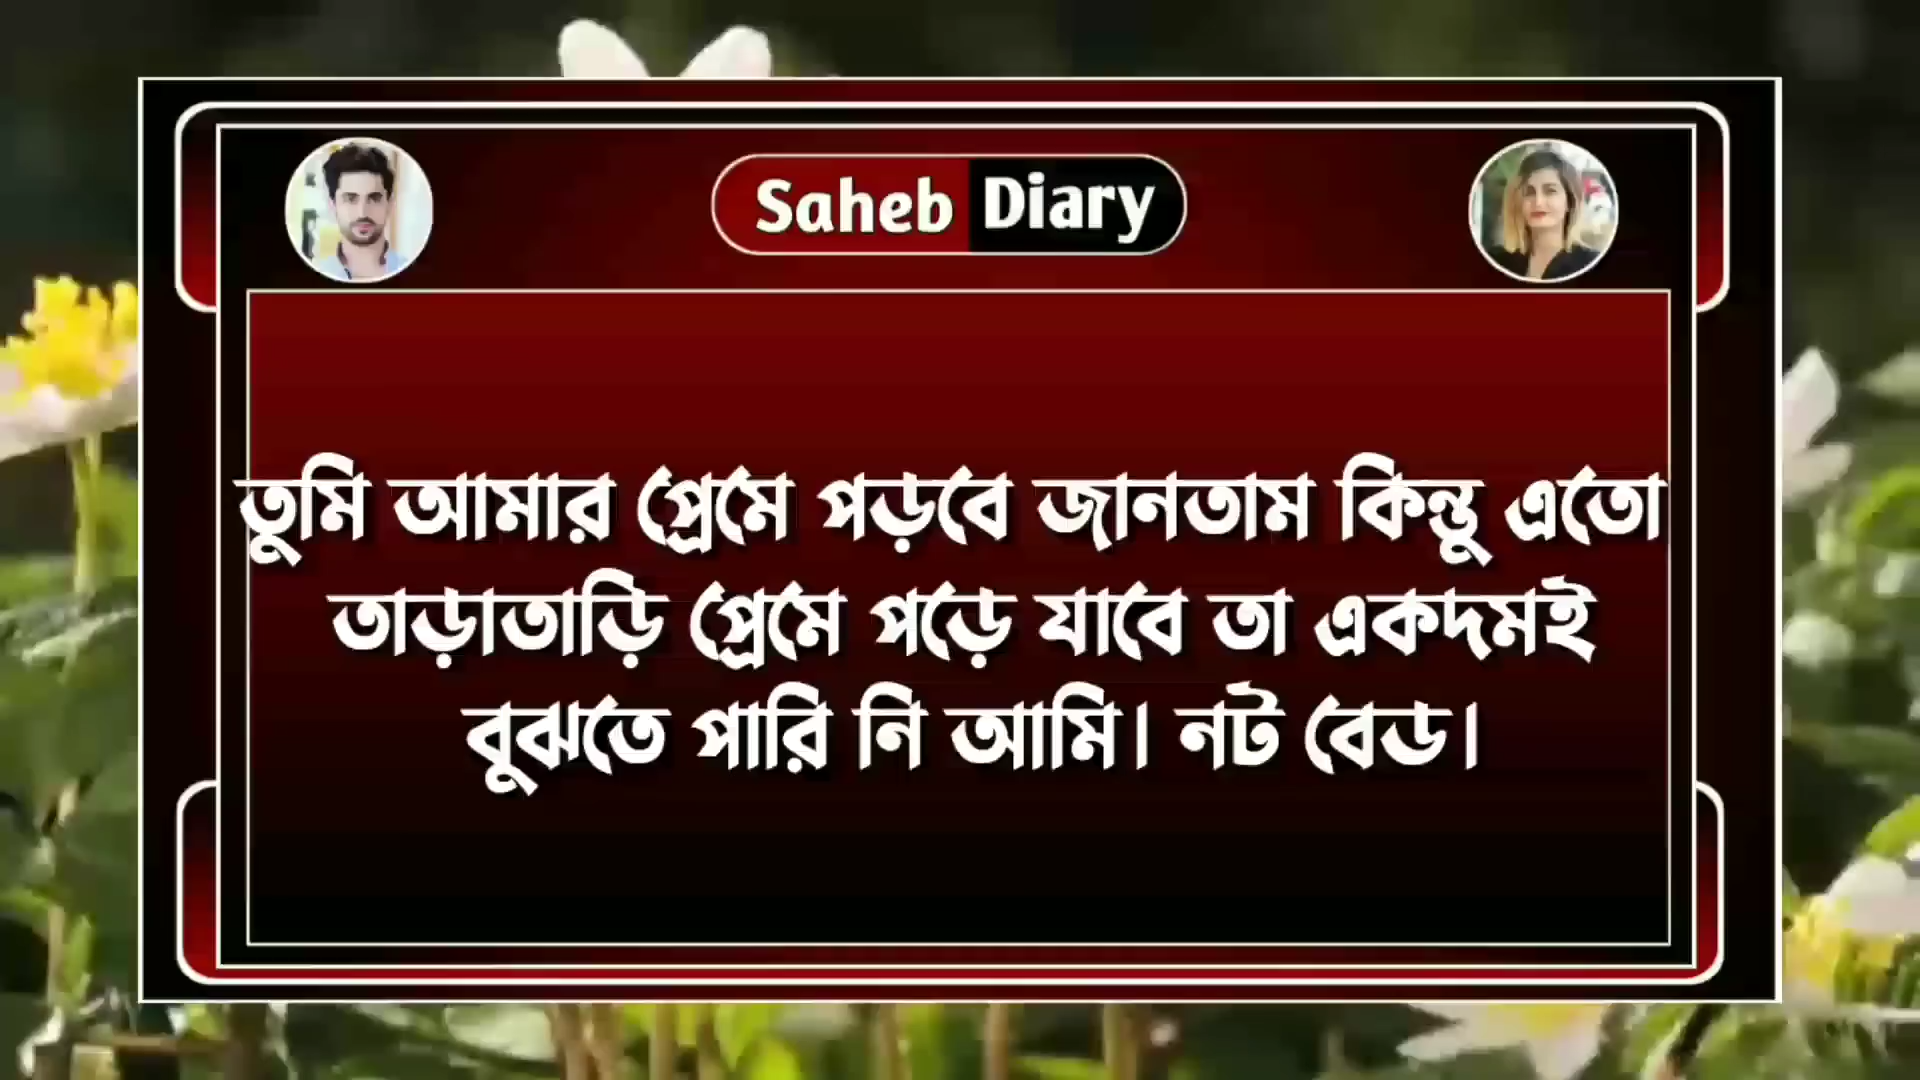 Saheb Diary
তুমি আমার প্রেমে পড়বে জানতাম কিন্তু এতো
তাড়াতাড়ি প্রেমে পড়ে যাবে তা একদমই
বুঝতে পারি নি আমি। নট বেড।